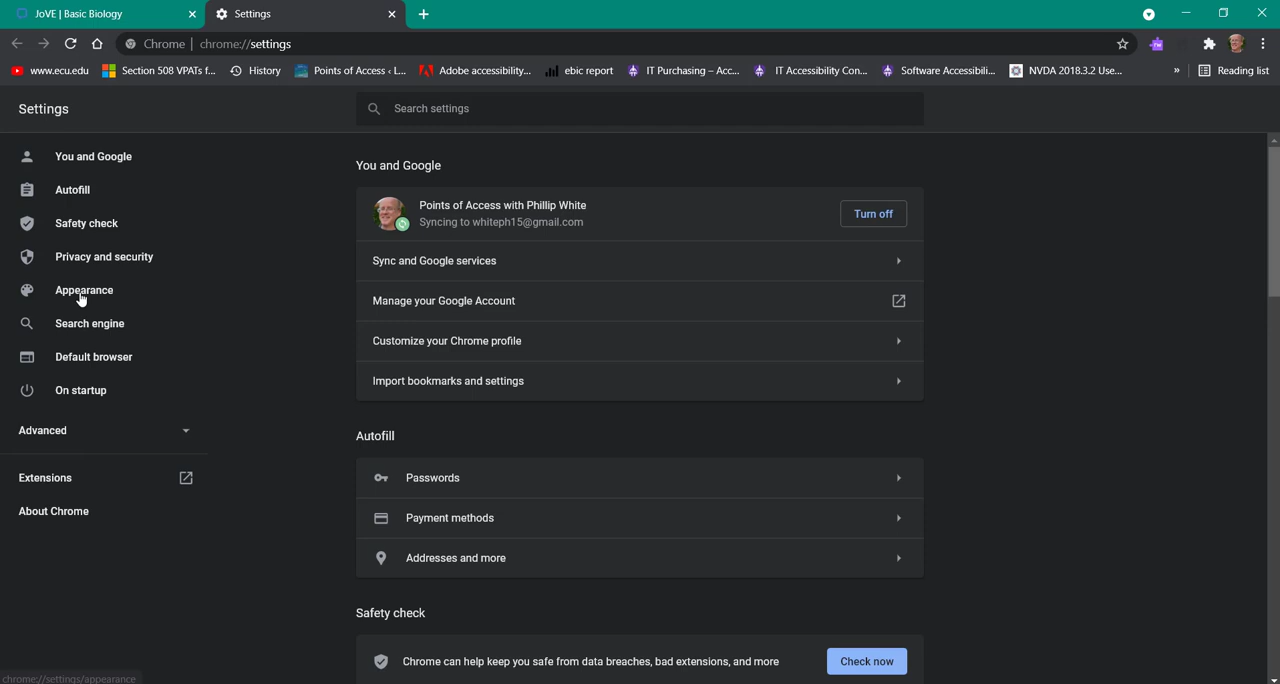 JoVE | Basic Biology
Settings
Chrome | chrome://settings
www.ecu.edu
Section 508 VPATs f...
History
Points of Access ‹ L...
Adobe accessibility...
ebic report
IT Purchasing – Acc...
IT Accessibility Con...
Software Accessibili...
NVDA 2018.3.2 Use...
»
Reading list
Settings
Search settings
You and Google
Autofill
Safety check
Privacy and security
Appearance
Search engine
Default browser
On startup
Advanced
Extensions
About Chrome
You and Google
Points of Access with Phillip White
Syncing to whiteph15@gmail.com
Turn off
Sync and Google services
Manage your Google Account
Customize your Chrome profile
Import bookmarks and settings
Autofill
Passwords
Payment methods
Addresses and more
Safety check
Chrome can help keep you safe from data breaches, bad extensions, and more
Check now
chrome://settings/appearance